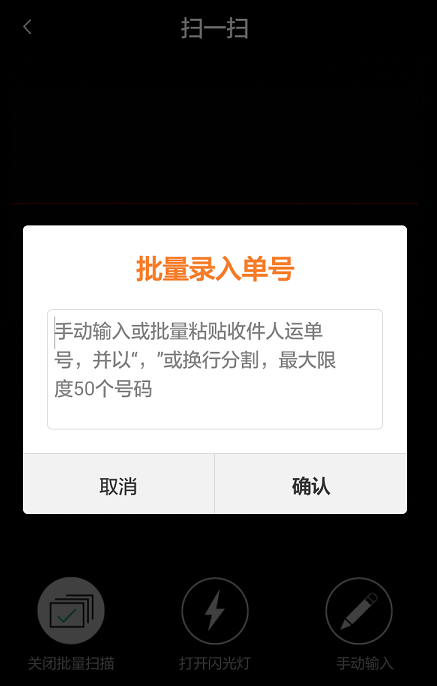 扫一扫
批量录入单号
手动输入或批量粘贴收件人运单
号，并以“，”或换行分割，最大限
度50个号码
取消
确认
关闭批量扫描
打开闪光灯
手动输入